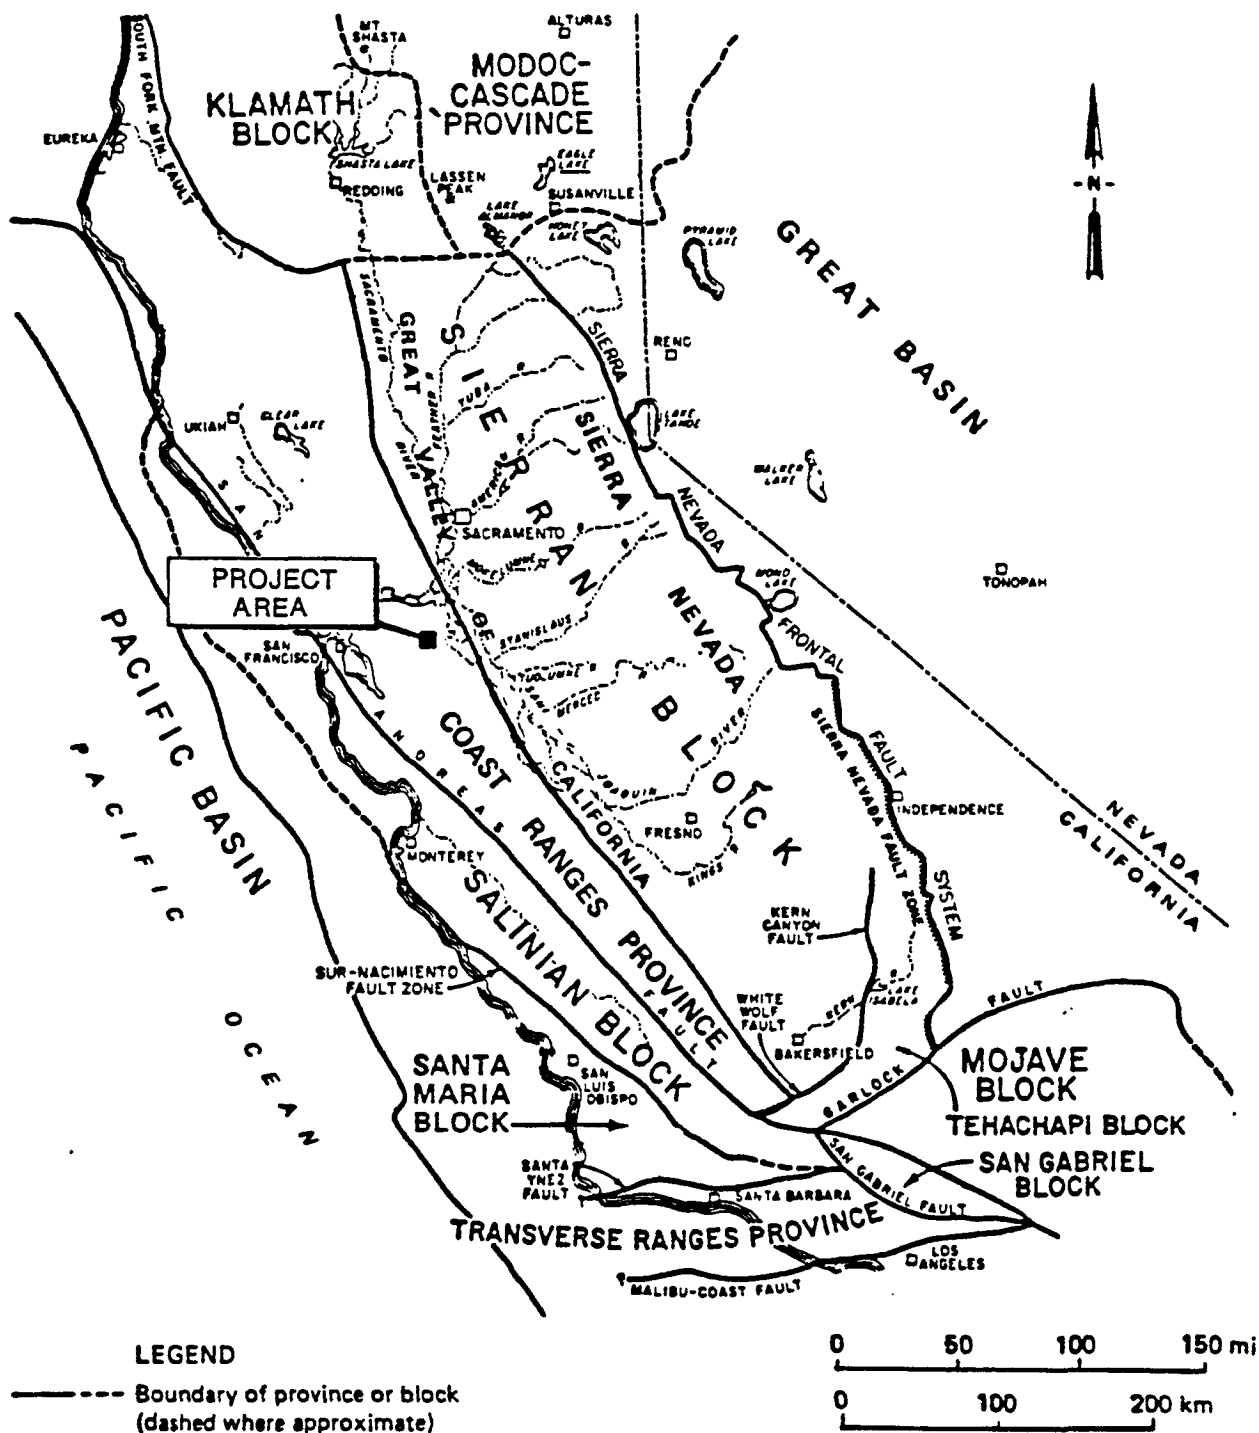 MT
SHASTA
ALTURAS
SOUTH FORK MTN FAULT
KLAMATH
BLOCK
MODOC-
CASCADE
PROVINCE
EUREKA
SHASTA LAKE
REDDING
LASSEN
PEAK
EAGLE
LAKE
SUSANVILLE
LAKE
ALMANOR
HONEY
LAKE
PYRAMID
LAKE
N
GREAT BASIN
SACRAMENTO
RIVER
GREAT
VALLEY
OF
CALIFORNIA
SIERRAN
BLOCK
FEATHER R
YUBA R
SIERRA
NEVADA
FRONTAL
FAULT
SYSTEM
RENO
LAKE
TAHOE
SIERRA
NEVADA
UKIAH
CLEAR
LAKE
AMERICAN R
WALKER
LAKE
SACRAMENTO
MOKELUMNE R
MONO
LAKE
TONOPAH
SAN
ANDREAS
FAULT
PROJECT
AREA
SAN
FRANCISCO
STANISLAUS R
TUOLUMNE R
MERCED R
SAN
JOAQUIN
RIVER
PACIFIC BASIN
PACIFIC
OCEAN
COAST
RANGES
PROVINCE
SIERRA NEVADA FAULT ZONE
INDEPENDENCE
FRESNO
KINGS R
NEVADA
CALIFORNIA
MONTEREY
SALINIAN BLOCK
KERN
CANYON
FAULT
SUR-NACIMIENTO
FAULT ZONE
WHITE
WOLF
FAULT
KERN R
LAKE
ISABELA
BAKERSFIELD
GARLOCK
FAULT
SANTA
MARIA
BLOCK
SAN
LUIS
OBISPO
MOJAVE
BLOCK
TEHACHAPI BLOCK
SAN GABRIEL
BLOCK
SAN GABRIEL FAULT
SANTA
YNEZ
FAULT
SANTA BARBARA
TRANSVERSE RANGES PROVINCE
LOS
ANGELES
MALIBU-COAST FAULT
LEGEND
Boundary of province or block
(dashed where approximate)
0 50 100 150 mi
0 100 200 km